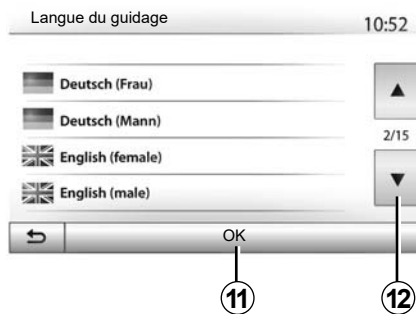 Langue du guidage
10:52
Deutsch (Frau)
Deutsch (Mann)
2/15
English (female)
English (male)
OK
11
12